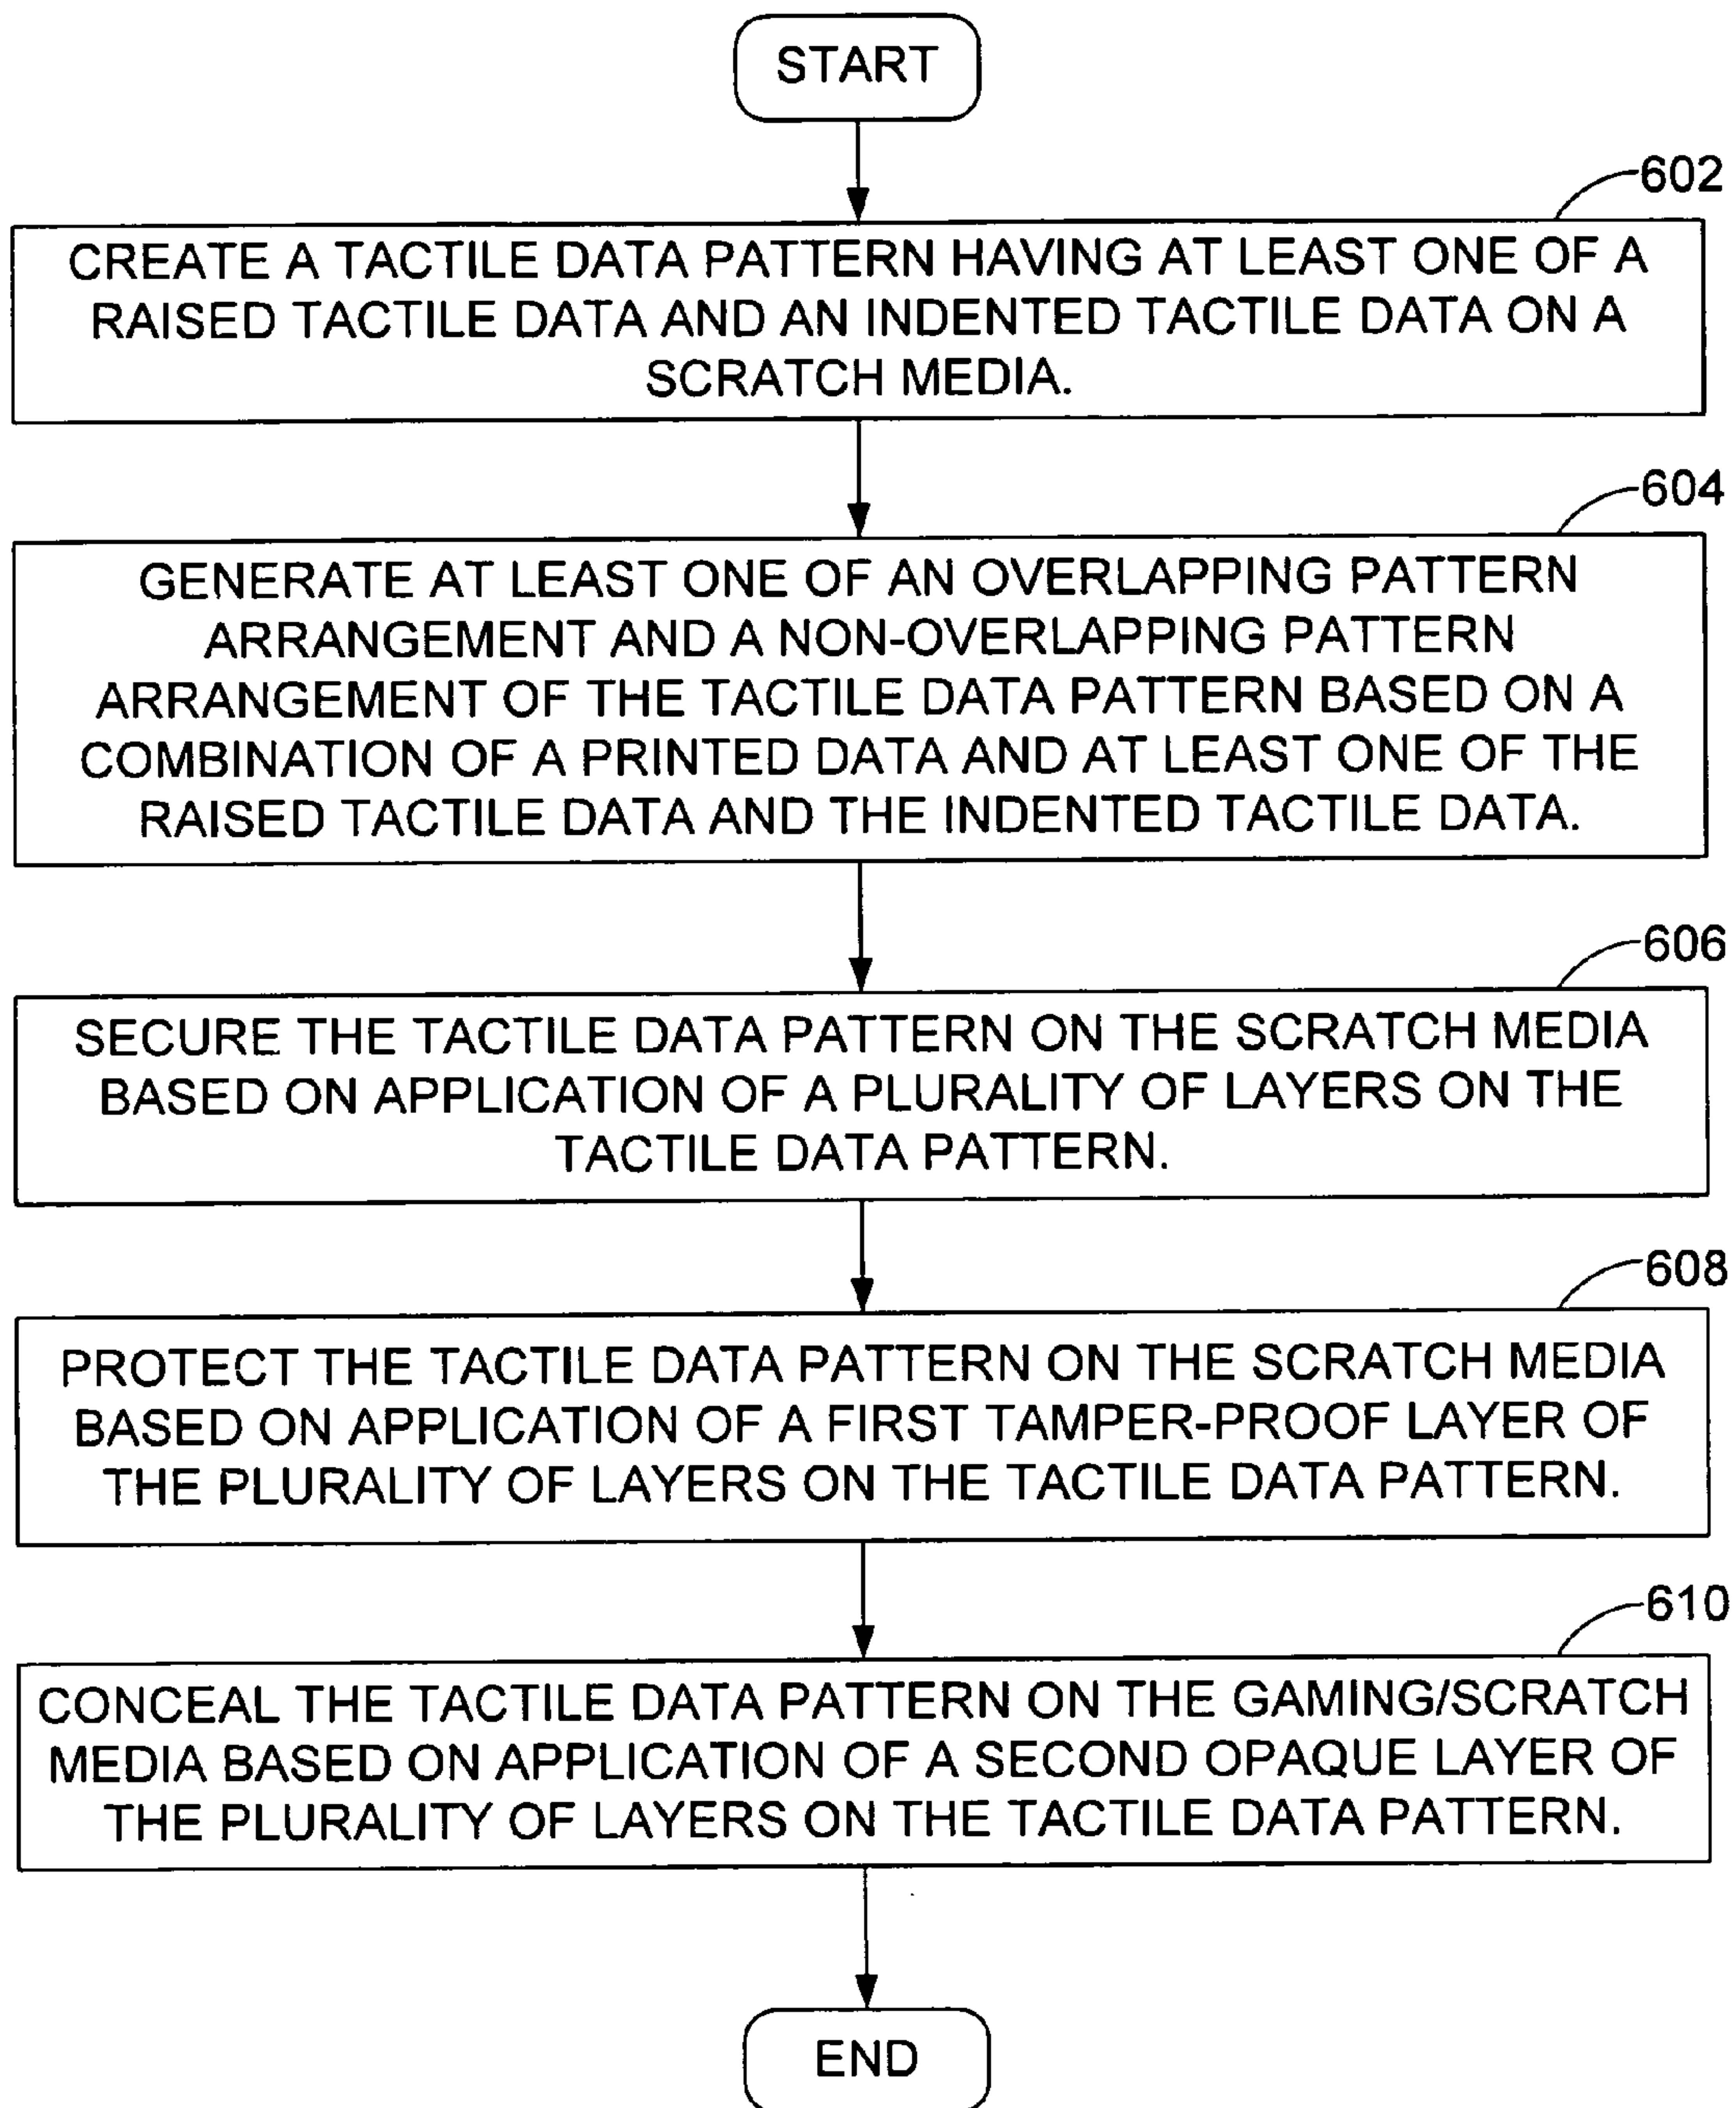 START
602
CREATE A TACTILE DATA PATTERN HAVING AT LEAST ONE OF A
RAISED TACTILE DATA AND AN INDENTED TACTILE DATA ON A
SCRATCH MEDIA.
604
GENERATE AT LEAST ONE OF AN OVERLAPPING PATTERN
ARRANGEMENT AND A NON-OVERLAPPING PATTERN
ARRANGEMENT OF THE TACTILE DATA PATTERN BASED ON A
COMBINATION OF A PRINTED DATA AND AT LEAST ONE OF THE
RAISED TACTILE DATA AND THE INDENTED TACTILE DATA.
606
SECURE THE TACTILE DATA PATTERN ON THE SCRATCH MEDIA
BASED ON APPLICATION OF A PLURALITY OF LAYERS ON THE
TACTILE DATA PATTERN.
608
PROTECT THE TACTILE DATA PATTERN ON THE SCRATCH MEDIA
BASED ON APPLICATION OF A FIRST TAMPER-PROOF LAYER OF
THE PLURALITY OF LAYERS ON THE TACTILE DATA PATTERN.
610
CONCEAL THE TACTILE DATA PATTERN ON THE GAMING/SCRATCH
MEDIA BASED ON APPLICATION OF A SECOND OPAQUE LAYER OF
THE PLURALITY OF LAYERS ON THE TACTILE DATA PATTERN.
END